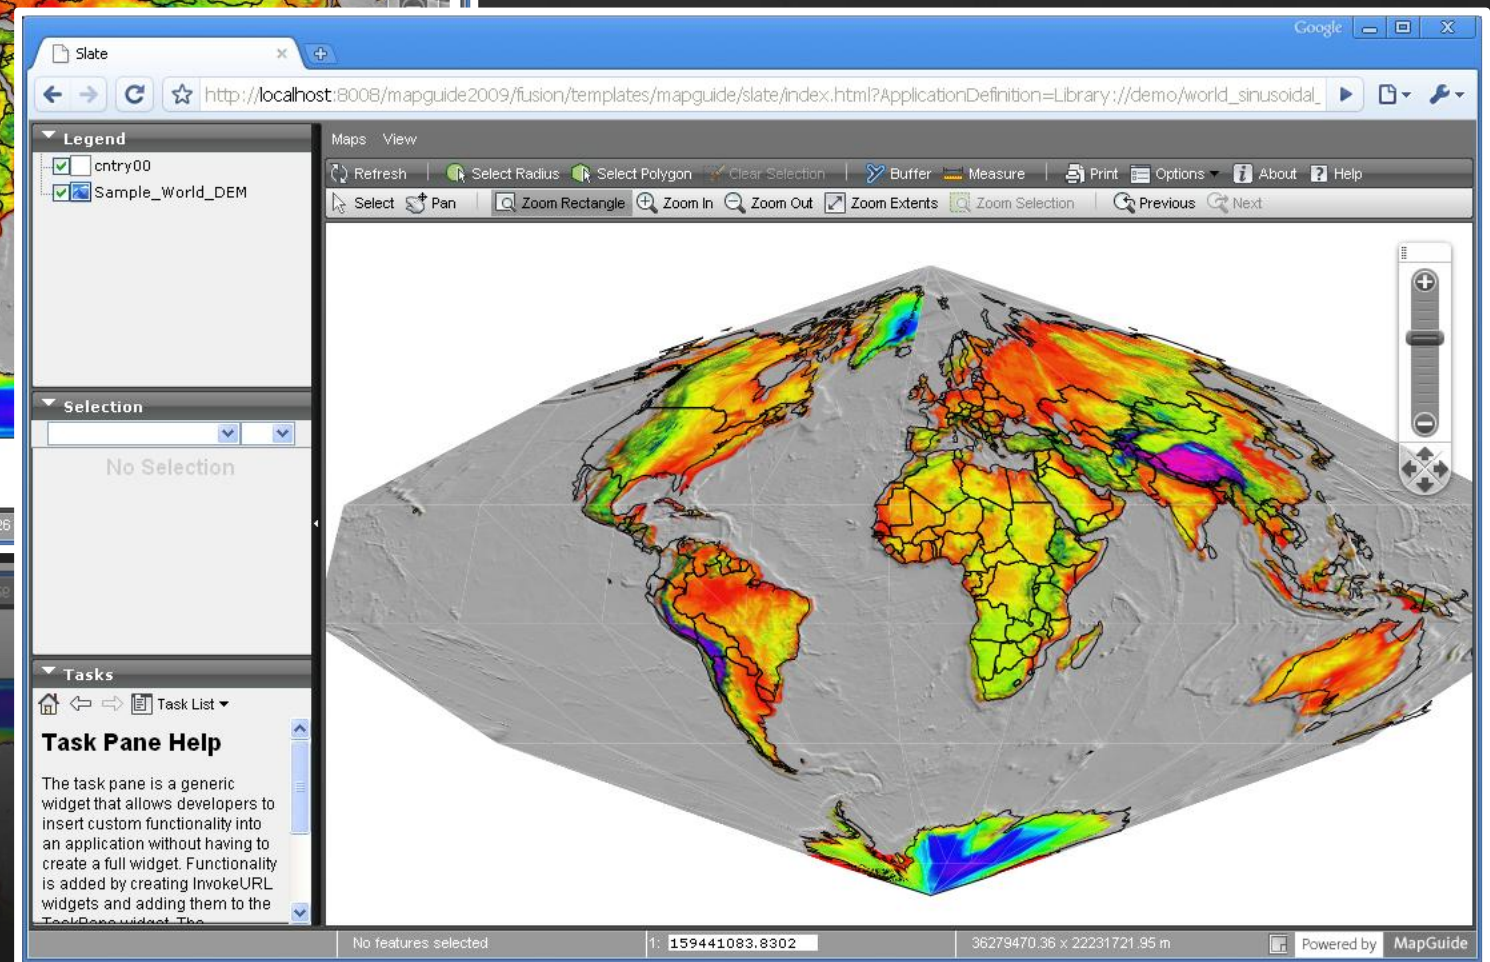 Google
Slate
http://localhost:8008/mapguide2009/fusion/templates/mapguide/slate/index.html?ApplicationDefinition=Library://demo/world_sinusoidal_
Legend
cntry00
Sample_World_DEM
Maps View
Refresh Select Radius Select Polygon Clear Selection Buffer Measure Print Options About Help
Select Pan Zoom Rectangle Zoom In Zoom Out Zoom Extents Zoom Selection Previous Next
Selection
No Selection
Tasks
Task List
Task Pane Help
The task pane is a generic
widget that allows developers to
insert custom functionality into
an application without having to
create a full widget. Functionality
is added by creating InvokeURL
widgets and adding them to the
TaskPane widget. The
No features selected
1: 159441083.8302
36279470.36 x 22231721.95 m
Powered by MapGuide